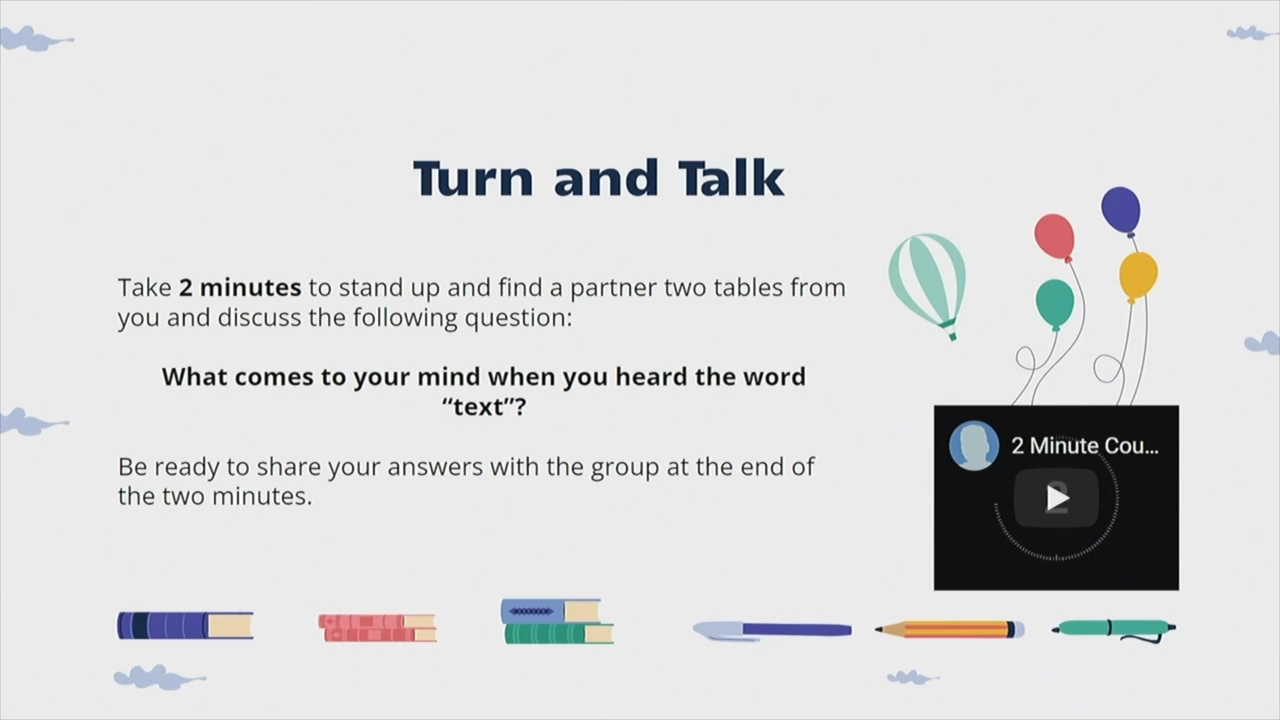 Turn and Talk
Take 2 minutes to stand up and find a partner two tables from
you and discuss the following question:
What comes to your mind when you heard the word
“text”?
Be ready to share your answers with the group at the end of
the two minutes.
2 Minute Cou...
2